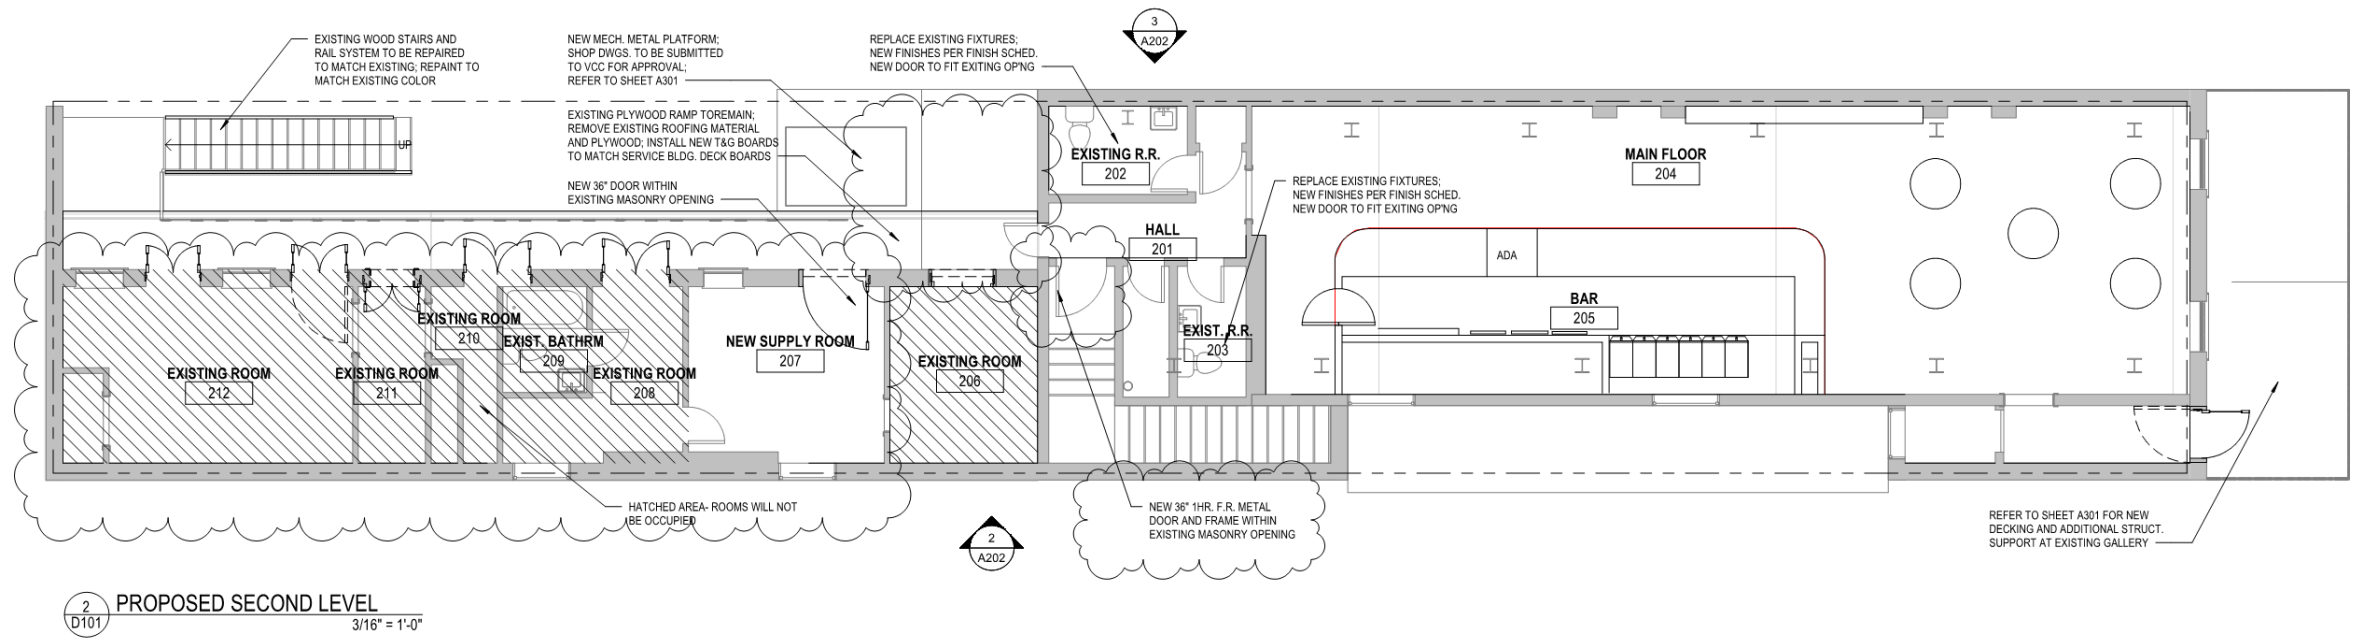 EXISTING WOOD STAIRS AND
RAIL SYSTEM TO BE REPAIRED
TO MATCH EXISTING; REPAINT TO
MATCH EXISTING COLOR
NEW MECH. METAL PLATFORM;
SHOP DWGS. TO BE SUBMITTED
TO VCC FOR APPROVAL;
REFER TO SHEET A301
REPLACE EXISTING FIXTURES;
NEW FINISHES PER FINISH SCHED.
NEW DOOR TO FIT EXITING OP'NG
3
A202
EXISTING PLYWOOD RAMP TOREMAIN;
REMOVE EXISTING ROOFING MATERIAL
AND PLYWOOD; INSTALL NEW T&G BOARDS
TO MATCH SERVICE BLDG. DECK BOARDS
NEW 36" DOOR WITHIN
EXISTING MASONRY OPENING
UP
EXISTING R.R.
202
REPLACE EXISTING FIXTURES;
NEW FINISHES PER FINISH SCHED.
NEW DOOR TO FIT EXITING OP'NG
MAIN FLOOR
204
HALL
201
ADA
BAR
205
EXISTING ROOM
210
EXIST. BATHRM
209
NEW SUPPLY ROOM
207
EXIST. R.R.
203
EXISTING ROOM
212
EXISTING ROOM
211
EXISTING ROOM
208
EXISTING ROOM
206
HATCHED AREA- ROOMS WILL NOT
BE OCCUPIED
2
A202
NEW 36" 1HR. F.R. METAL
DOOR AND FRAME WITHIN
EXISTING MASONRY OPENING
REFER TO SHEET A301 FOR NEW
DECKING AND ADDITIONAL STRUCT.
SUPPORT AT EXISTING GALLERY
2
D101
PROPOSED SECOND LEVEL
3/16" = 1'-0"